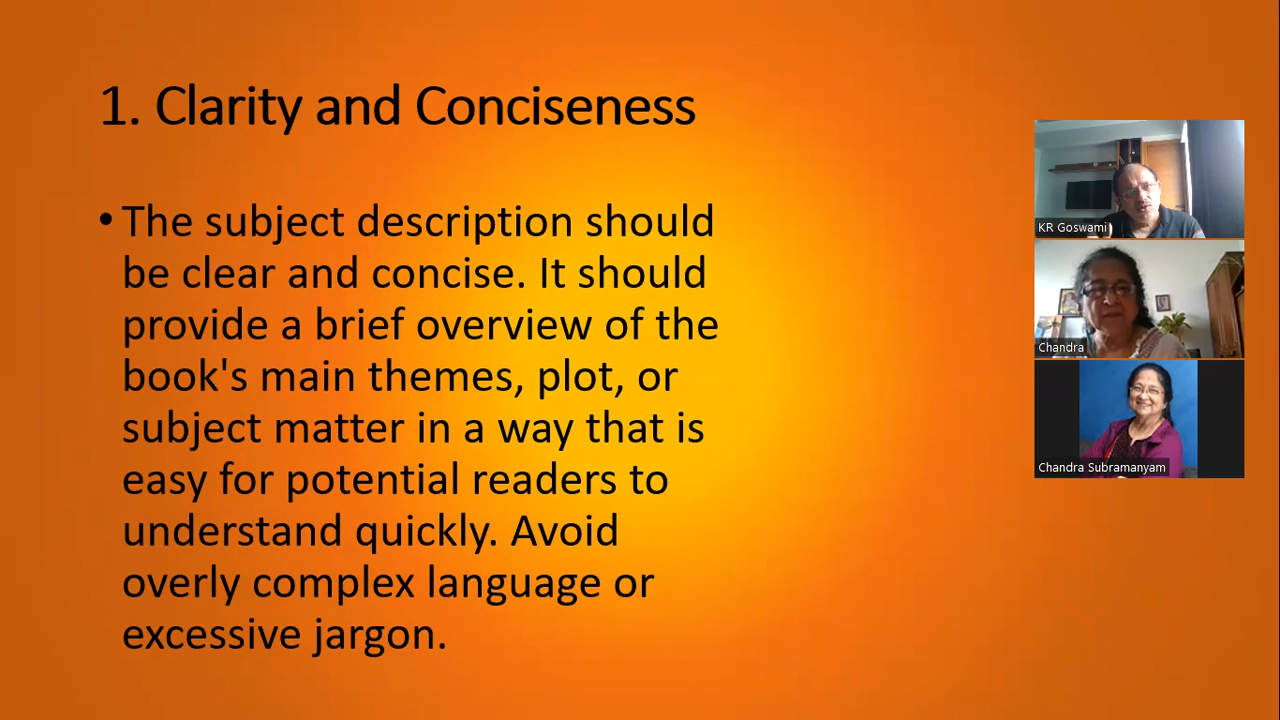 1. Clarity and Conciseness
• The subject description should
be clear and concise. It should
provide a brief overview of the
book's main themes, plot, or
subject matter in a way that is
easy for potential readers to
understand quickly. Avoid
overly complex language or
excessive jargon.
KR Goswami
Chandra
Chandra Subramanyam